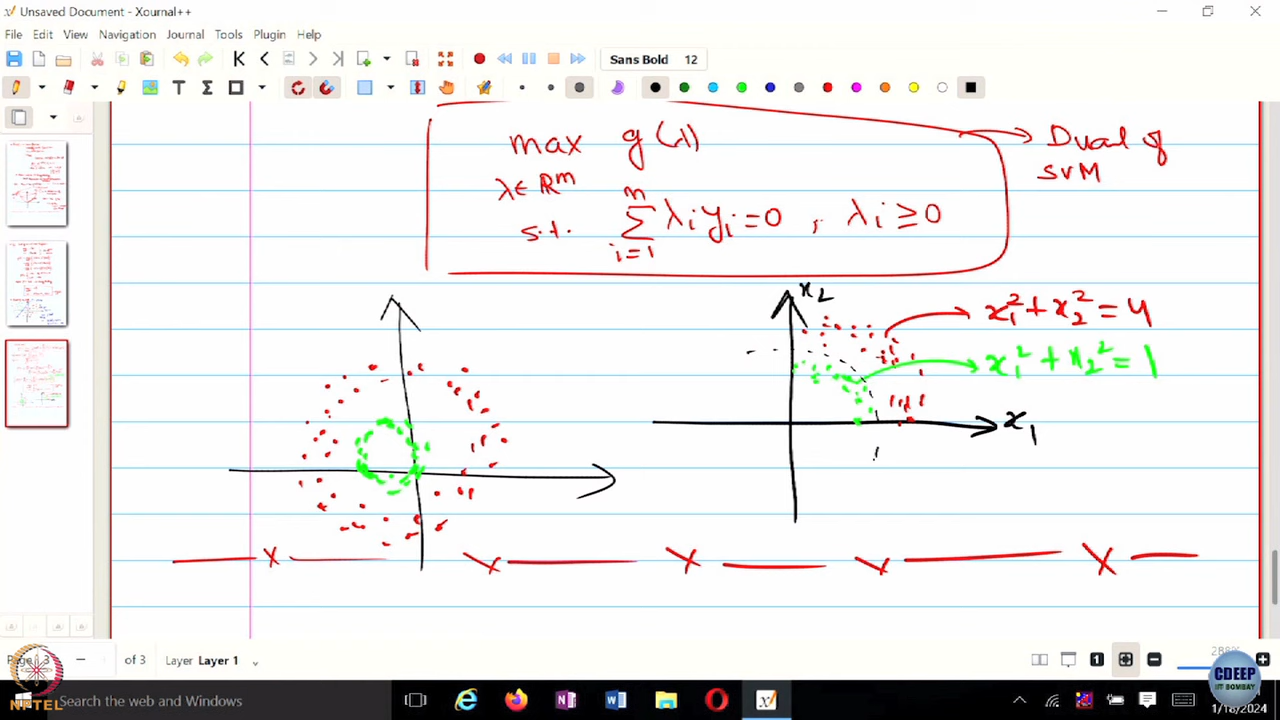 Unsaved Document - Xournal++
File Edit View Navigation Journal Tools Plugin Help
Sans Bold 12
max g(λ)
λ∈ℝᵐ
s.t. ∑ᵢ₌₁ᵐ λᵢyᵢ=0 , λᵢ≥0
Dual of
SVM
x₂
x₁²+x₂²=4
x₁²+x₂²=1
x₁
of 3 Layer Layer 1
288%
NPTEL
Search the web and Windows
CDEEP
IIT BOMBAY
1/18/2024